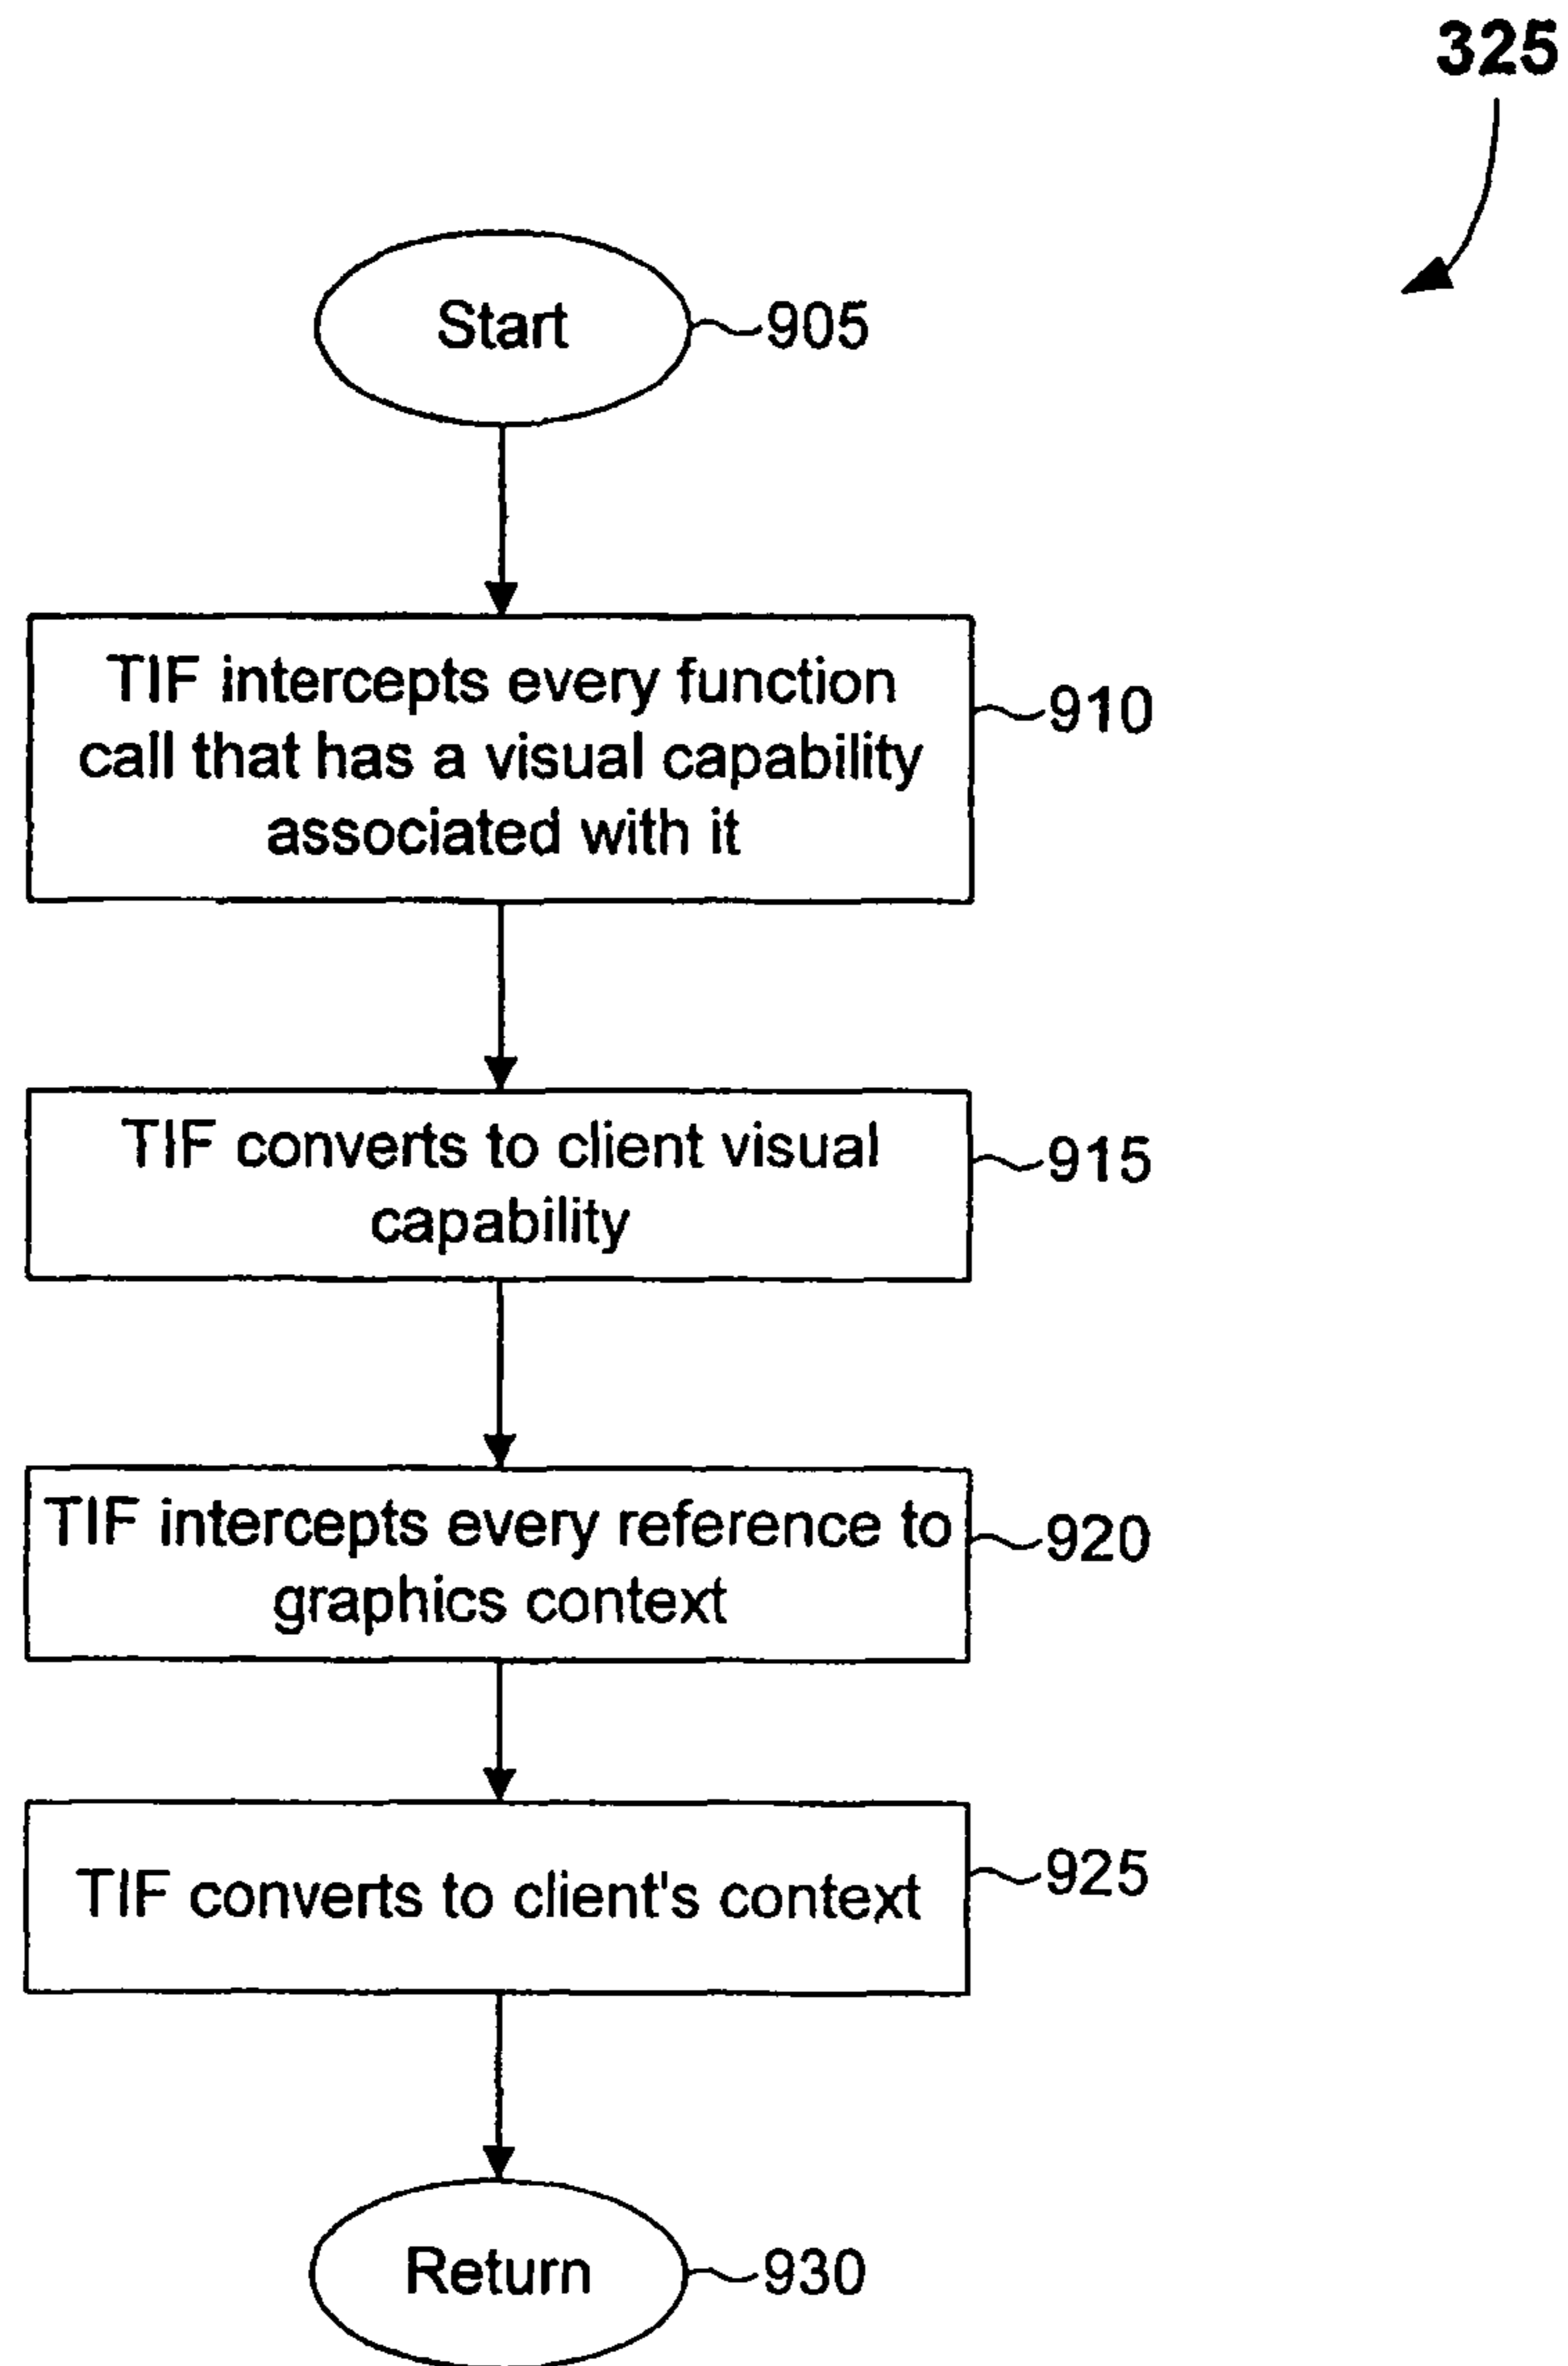 325
Start
905
TIF intercepts every function
call that has a visual capability
associated with it
910
TIF converts to client visual
capability
915
TIF intercepts every reference to
graphics context
920
TIF converts to client's context
925
Return
930